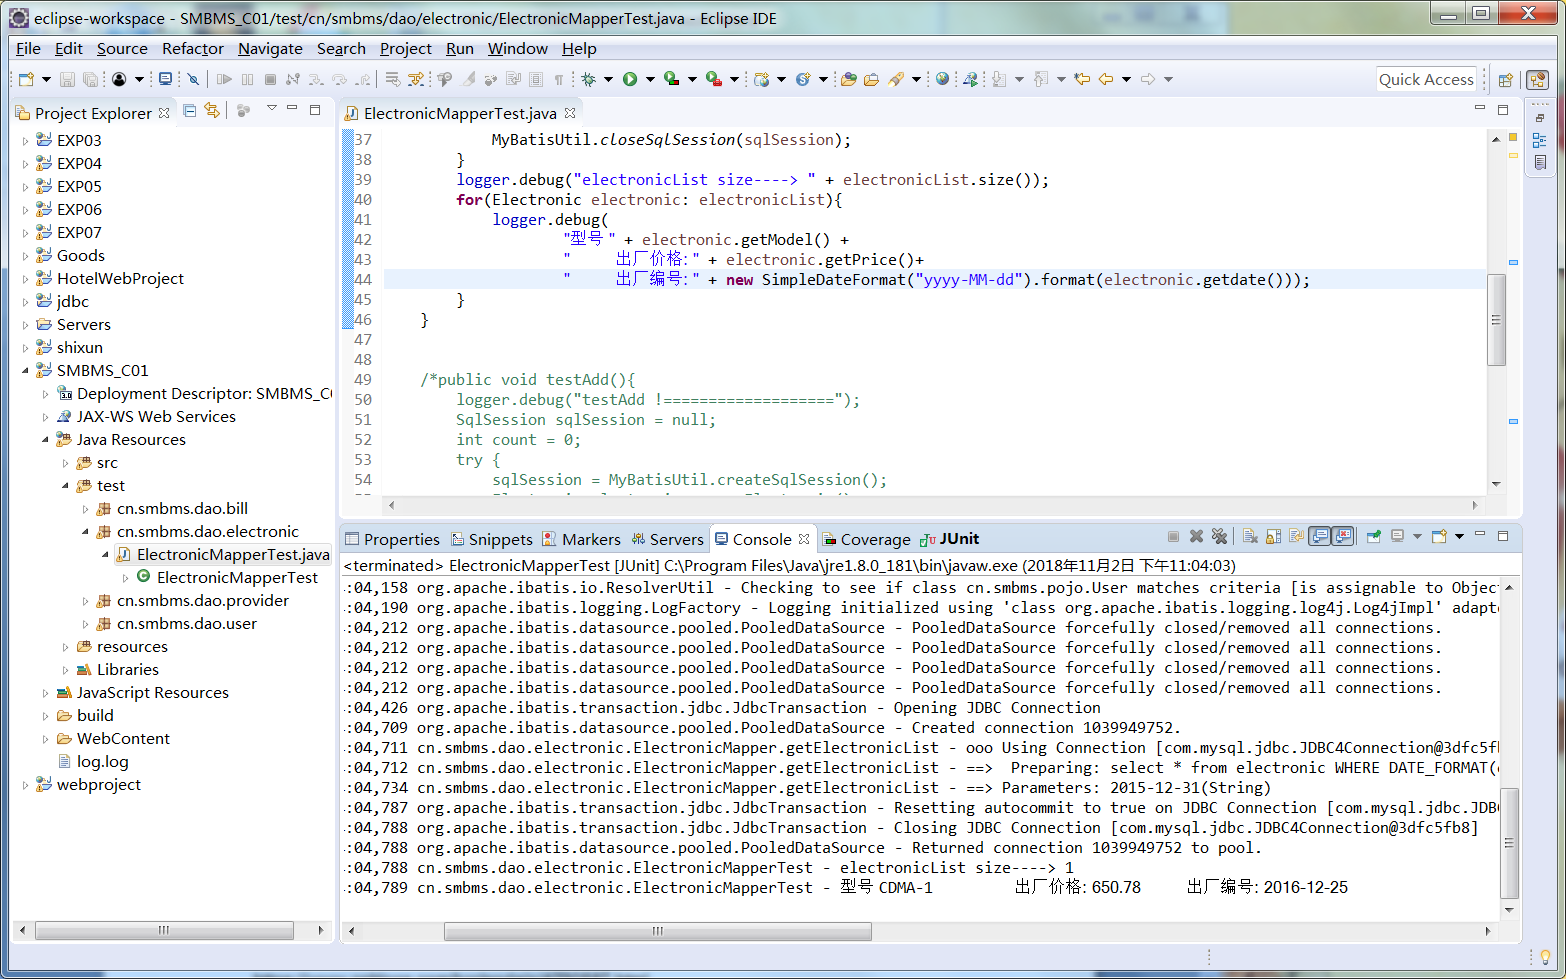 eclipse-workspace - SMBMS_C01/test/cn/smbms/dao/electronic/ElectronicMapperTest.java - Eclipse IDE
File Edit Source Refactor Navigate Search Project Run Window Help
Quick Access
Project Explorer
EXP03
EXP04
EXP05
EXP06
EXP07
Goods
HotelWebProject
jdbc
Servers
shixun
SMBMS_C01
Deployment Descriptor: SMBMS_C
JAX-WS Web Services
Java Resources
src
test
cn.smbms.dao.bill
cn.smbms.dao.electronic
ElectronicMapperTest.java
ElectronicMapperTest
cn.smbms.dao.provider
cn.smbms.dao.user
resources
Libraries
JavaScript Resources
build
WebContent
log.log
webproject
ElectronicMapperTest.java
37 MyBatisUtil.closeSqlSession(sqlSession);
38 }
39 logger.debug("electronicList size----> " + electronicList.size());
40 for(Electronic electronic: electronicList){
41 logger.debug(
42 "型号 " + electronic.getModel() +
43 " 出厂价格: " + electronic.getPrice()+
44 " 出厂编号: " + new SimpleDateFormat("yyyy-MM-dd").format(electronic.getdate()));
45 }
46 }
47
48
49 /*public void testAdd(){
50 logger.debug("testAdd !===================");
51 SqlSession sqlSession = null;
52 int count = 0;
53 try {
54 sqlSession = MyBatisUtil.createSqlSession();
Properties Snippets Markers Servers Console Coverage JUnit
<terminated> ElectronicMapperTest [JUnit] C:\Program Files\Java\jre1.8.0_181\bin\javaw.exe (2018年11月2日 下午11:04:03)
:04,158 org.apache.ibatis.io.ResolverUtil - Checking to see if class cn.smbms.pojo.User matches criteria [is assignable to Objec
:04,190 org.apache.ibatis.logging.LogFactory - Logging initialized using 'class org.apache.ibatis.logging.log4j.Log4jImpl' adapt
:04,212 org.apache.ibatis.datasource.pooled.PooledDataSource - PooledDataSource forcefully closed/removed all connections.
:04,212 org.apache.ibatis.datasource.pooled.PooledDataSource - PooledDataSource forcefully closed/removed all connections.
:04,212 org.apache.ibatis.datasource.pooled.PooledDataSource - PooledDataSource forcefully closed/removed all connections.
:04,212 org.apache.ibatis.datasource.pooled.PooledDataSource - PooledDataSource forcefully closed/removed all connections.
:04,426 org.apache.ibatis.transaction.jdbc.JdbcTransaction - Opening JDBC Connection
:04,709 org.apache.ibatis.datasource.pooled.PooledDataSource - Created connection 1039949752.
:04,711 cn.smbms.dao.electronic.ElectronicMapper.getElectronicList - ooo Using Connection [com.mysql.jdbc.JDBC4Connection@3dfc5f
:04,712 cn.smbms.dao.electronic.ElectronicMapper.getElectronicList - ==> Preparing: select * from electronic WHERE DATE_FORMAT(
:04,734 cn.smbms.dao.electronic.ElectronicMapper.getElectronicList - ==> Parameters: 2015-12-31(String)
:04,787 org.apache.ibatis.transaction.jdbc.JdbcTransaction - Resetting autocommit to true on JDBC Connection [com.mysql.jdbc.JDB
:04,788 org.apache.ibatis.transaction.jdbc.JdbcTransaction - Closing JDBC Connection [com.mysql.jdbc.JDBC4Connection@3dfc5fb8]
:04,788 org.apache.ibatis.datasource.pooled.PooledDataSource - Returned connection 1039949752 to pool.
:04,788 cn.smbms.dao.electronic.ElectronicMapperTest - electronicList size----> 1
:04,789 cn.smbms.dao.electronic.ElectronicMapperTest - 型号 CDMA-1 出厂价格: 650.78 出厂编号: 2016-12-25